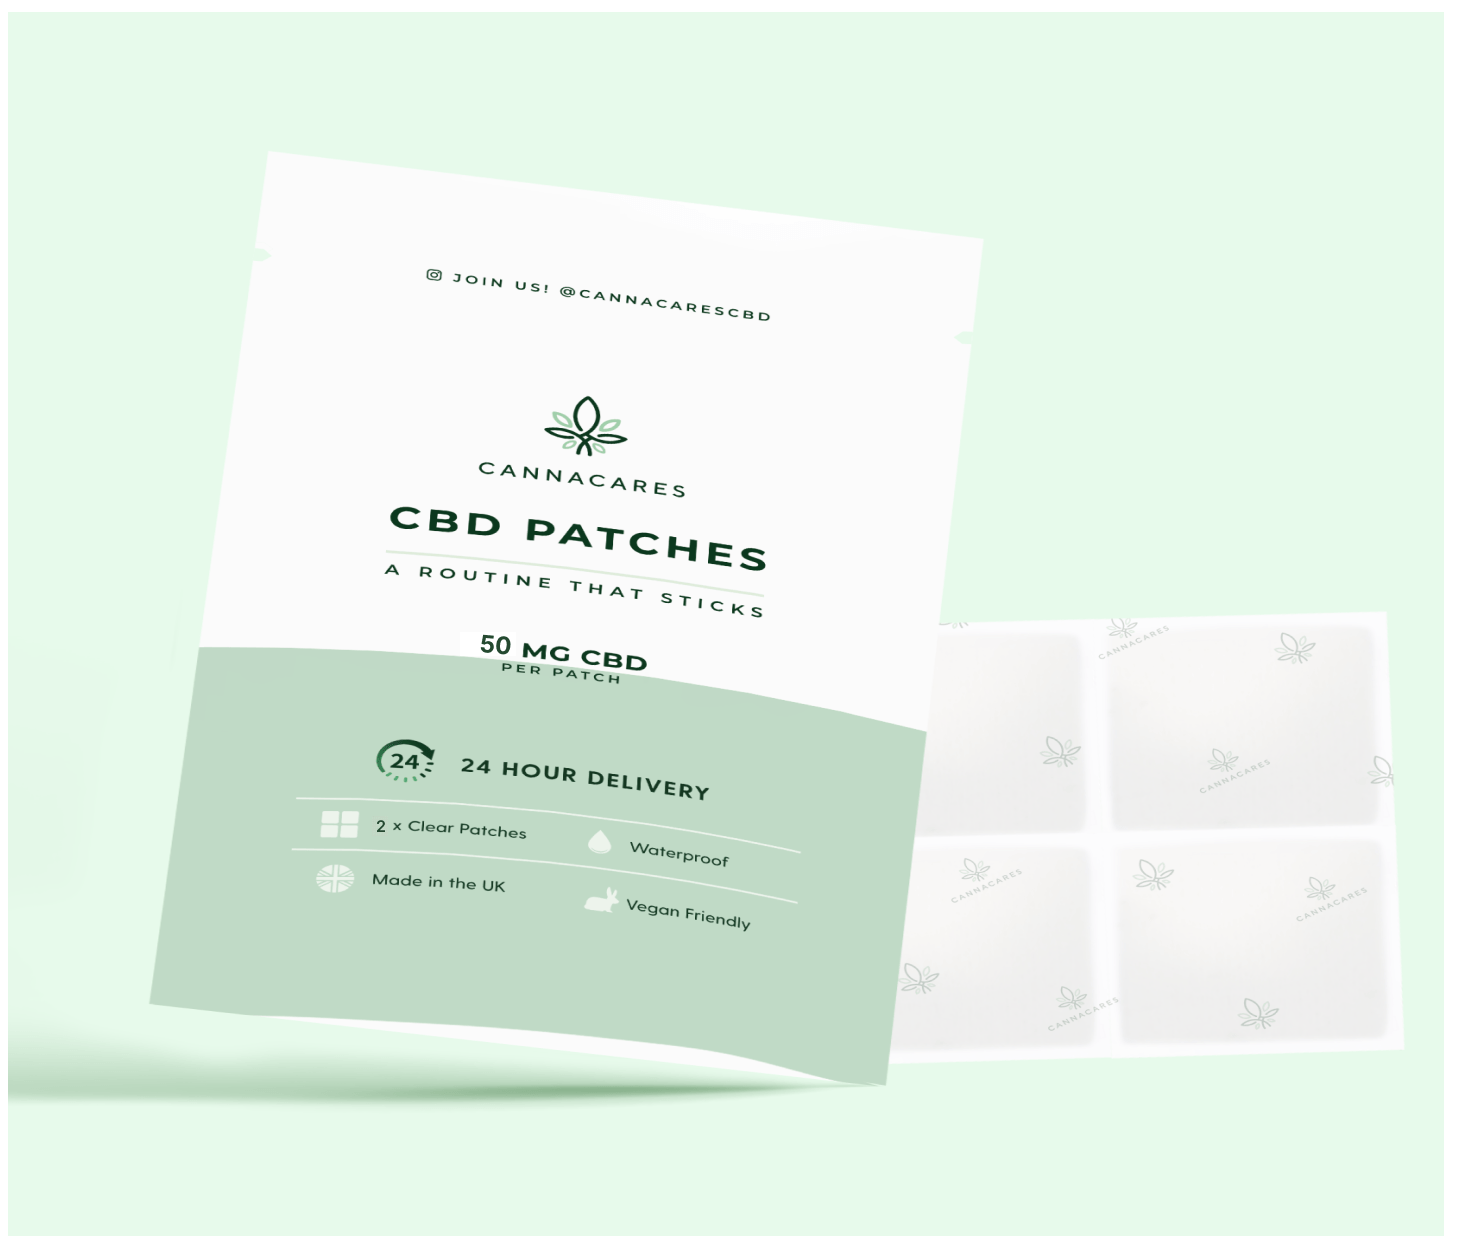 JOIN US! @CANNACARESCBD
CANNACARES
CBD PATCHES
A ROUTINE THAT STICKS
50 MG CBD
PER PATCH
24
24 HOUR DELIVERY
2 x Clear Patches
Waterproof
Made in the UK
Vegan Friendly
CANNACARES
CANNACARES
CANNACARES
CANNACARES
CANNACARES